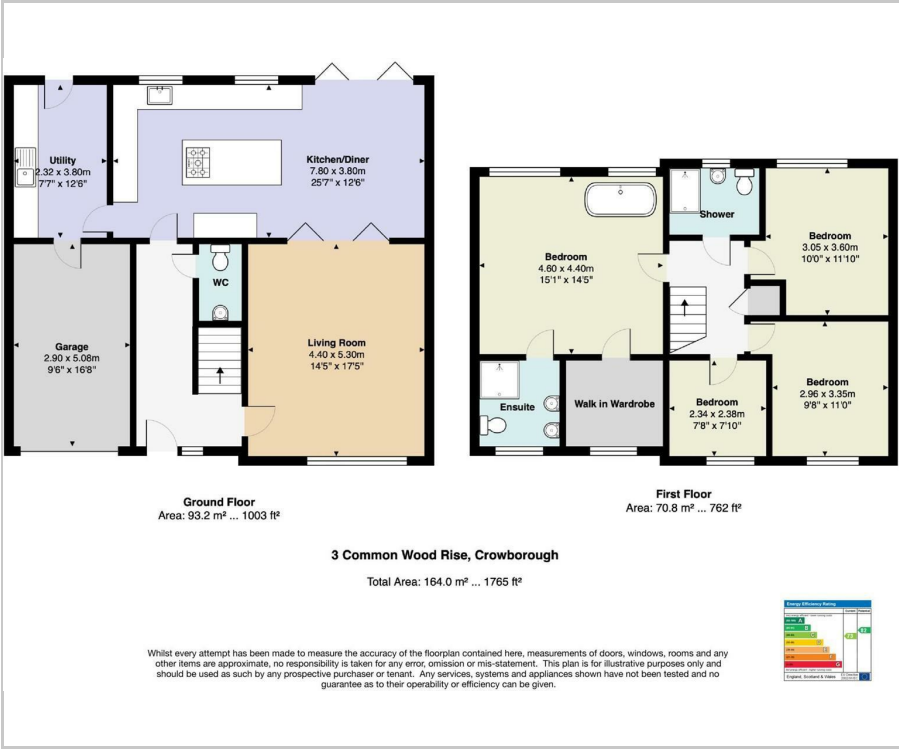 Utility
2.32 x 3.80m
7'7" x 12'6"
Kitchen/Diner
7.80 x 3.80m
25'7" x 12'6"
WC
Garage
2.90 x 5.08m
9'6" x 16'8"
Living Room
4.40 x 5.30m
14'5" x 17'5"
Ground Floor
Area: 93.2 m² ... 1003 ft²
Shower
Bedroom
4.60 x 4.40m
15'1" x 14'5"
Bedroom
3.05 x 3.60m
10'0" x 11'10"
Ensuite
Walk in Wardrobe
Bedroom
2.34 x 2.38m
7'8" x 7'10"
Bedroom
2.96 x 3.35m
9'8" x 11'0"
First Floor
Area: 70.8 m² ... 762 ft²
3 Common Wood Rise, Crowborough
Total Area: 164.0 m² ... 1765 ft²
Energy Efficiency Rating
A
B
C
G
England, Scotland & Wales
Whilst every attempt has been made to measure the accuracy of the floorplan contained here, measurements of doors, windows, rooms and any
other items are approximate, no responsibility is taken for any error, omission or mis-statement. This plan is for illustrative purposes only and
should be used as such by any prospective purchaser or tenant. Any services, systems and appliances shown have not been tested and no
guarantee as to their operability or efficiency can be given.